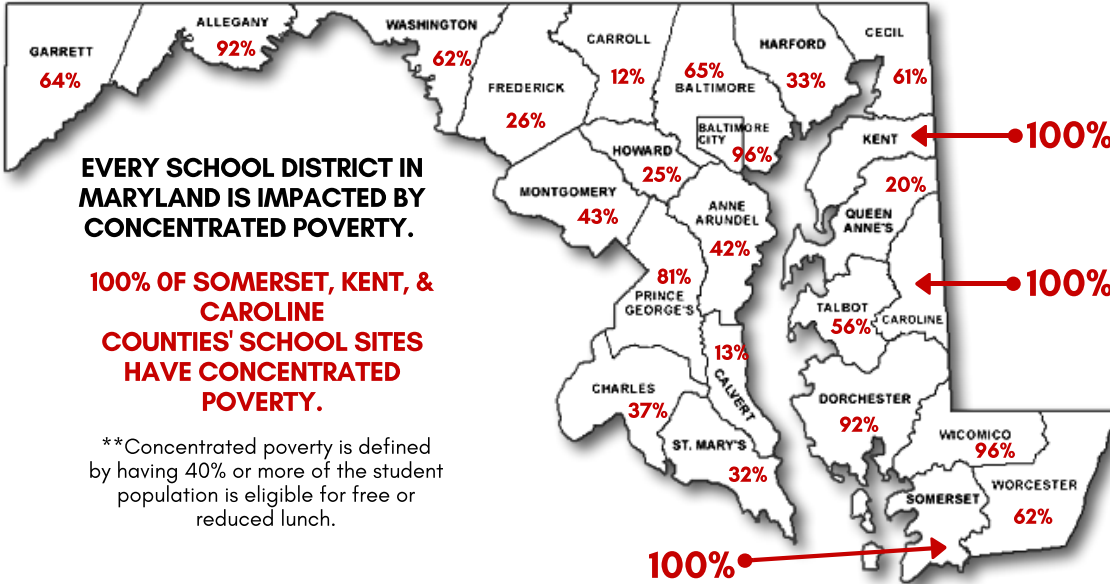 ALLEGANY
92%
WASHINGTON
62%
GARRETT
64%
CARROLL
12%
HARFORD
33%
CECIL
61%
65%
BALTIMORE
FREDERICK
26%
BALTIMORE
CITY
96%
KENT
100%
HOWARD
25%
20%
QUEEN
ANNE'S
MONTGOMERY
43%
ANNE
ARUNDEL
42%
EVERY SCHOOL DISTRICT IN
MARYLAND IS IMPACTED BY
CONCENTRATED POVERTY.
100% 0F SOMERSET, KENT, &
CAROLINE
COUNTIES' SCHOOL SITES
HAVE CONCENTRATED
POVERTY.
**Concentrated poverty is defined
by having 40% or more of the student
population is eligible for free or
reduced lunch.
81%
PRINCE
GEORGE'S
100%
TALBOT
56%
CAROLINE
13%
CALVERT
CHARLES
37%
ST. MARY'S
32%
DORCHESTER
92%
WICOMICO
96%
SOMERSET
WORCESTER
62%
100%